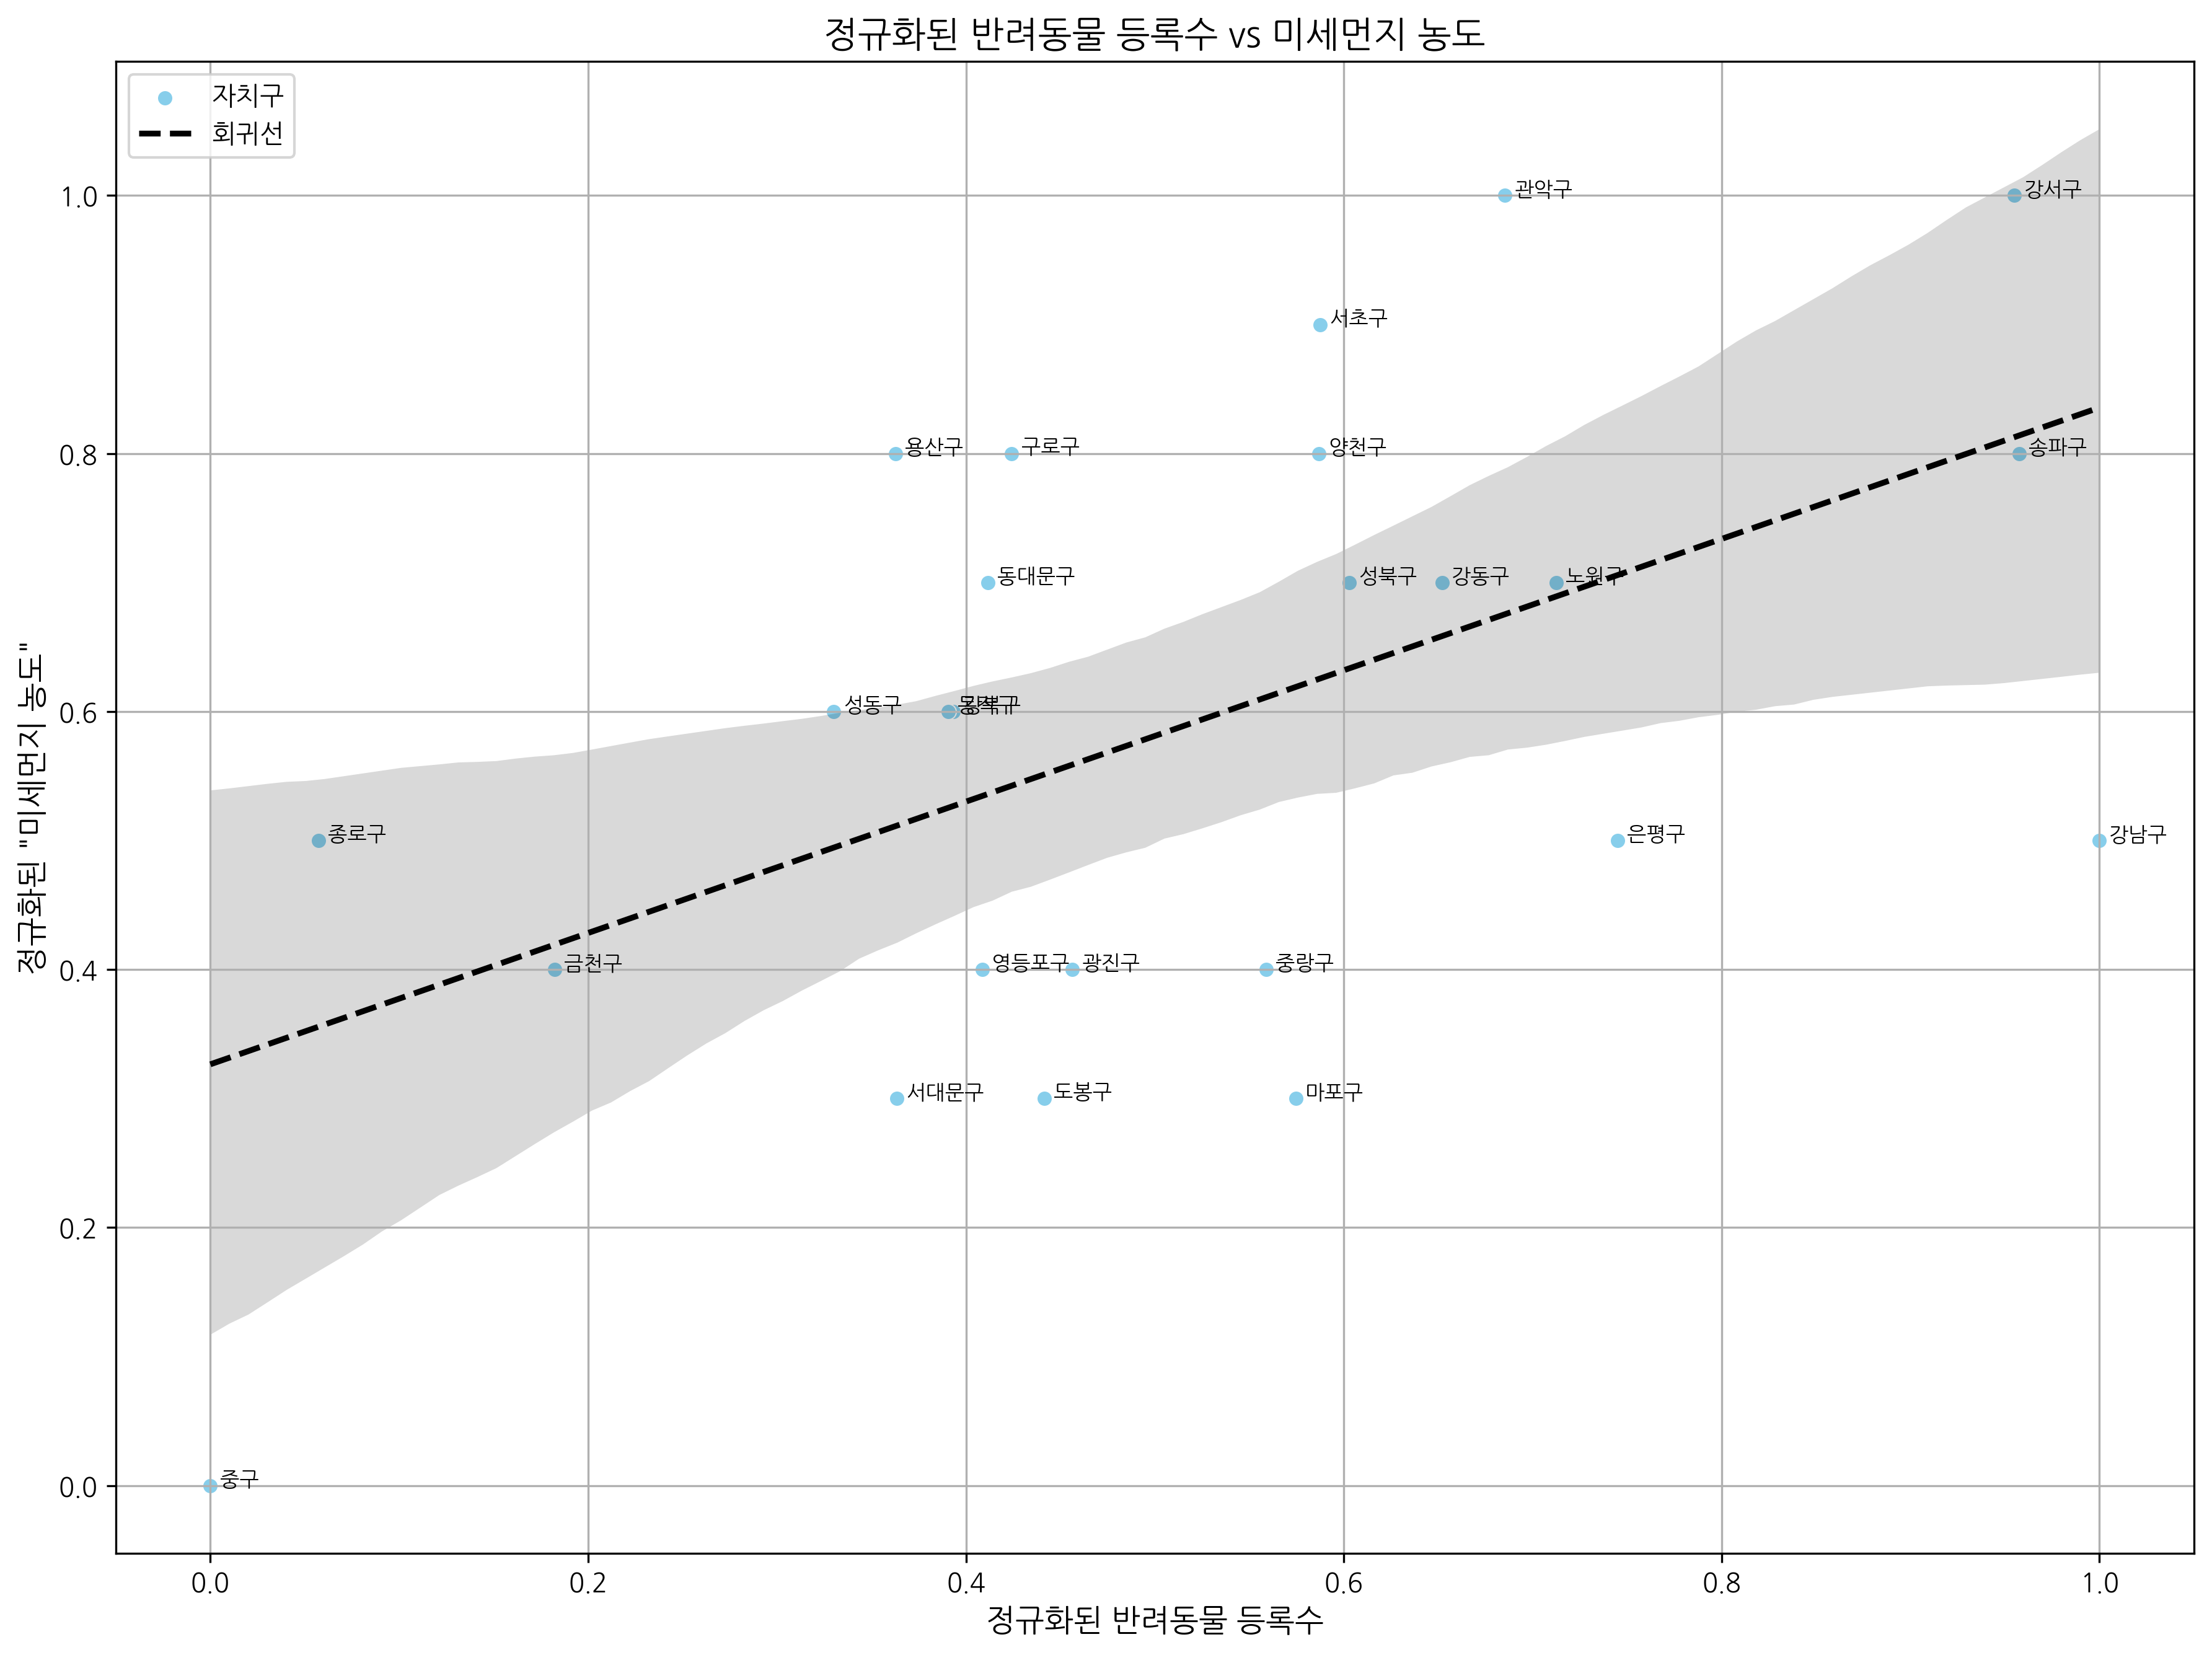 정규화된 반려동물 등록수 vs 미세먼지 농도
자치구
회귀선
1.0
0.8
0.6
0.4
0.2
0.0
정규화된 "미세먼지 농도"
관악구
강서구
서초구
용산구
구로구
양천구
송파구
동대문구
성북구
강동구
노원구
성동구
종로구
은평구
강남구
금천구
영등포구
광진구
중랑구
서대문구
도봉구
마포구
중구
0.0
0.2
0.4
0.6
0.8
1.0
정규화된 반려동물 등록수